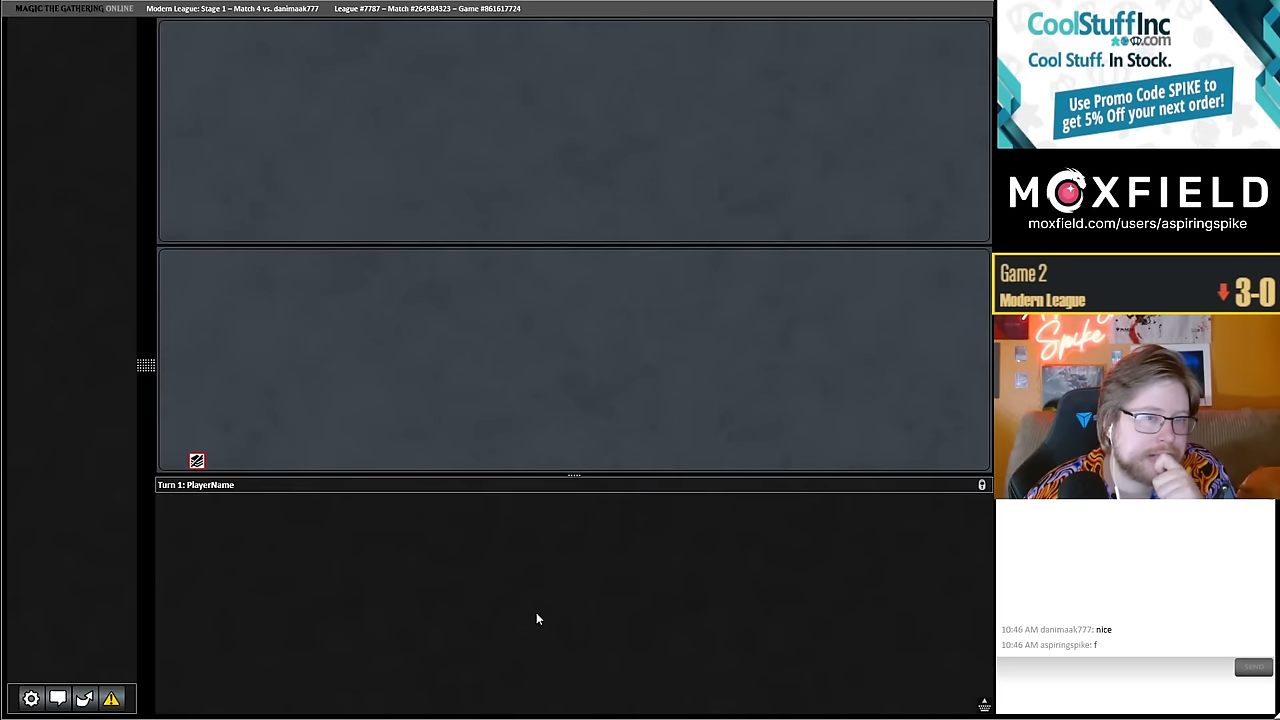 MAGIC THE GATHERING ONLINE
Modern League: Stage 1 – Match 4 vs. danimaak777
League #7787 – Match #264584323 – Game #861617724
CoolStuffInc
.com
Cool Stuff. In Stock.
Use Promo Code SPIKE to
get 5% Off your next order!
MOXFIELD
moxfield.com/users/aspiringspike
Game 2
Modern League
3-0
Spike
Turn 1: PlayerName
10:46 AM danimaak777: nice
10:46 AM aspiringspike: f
SEND